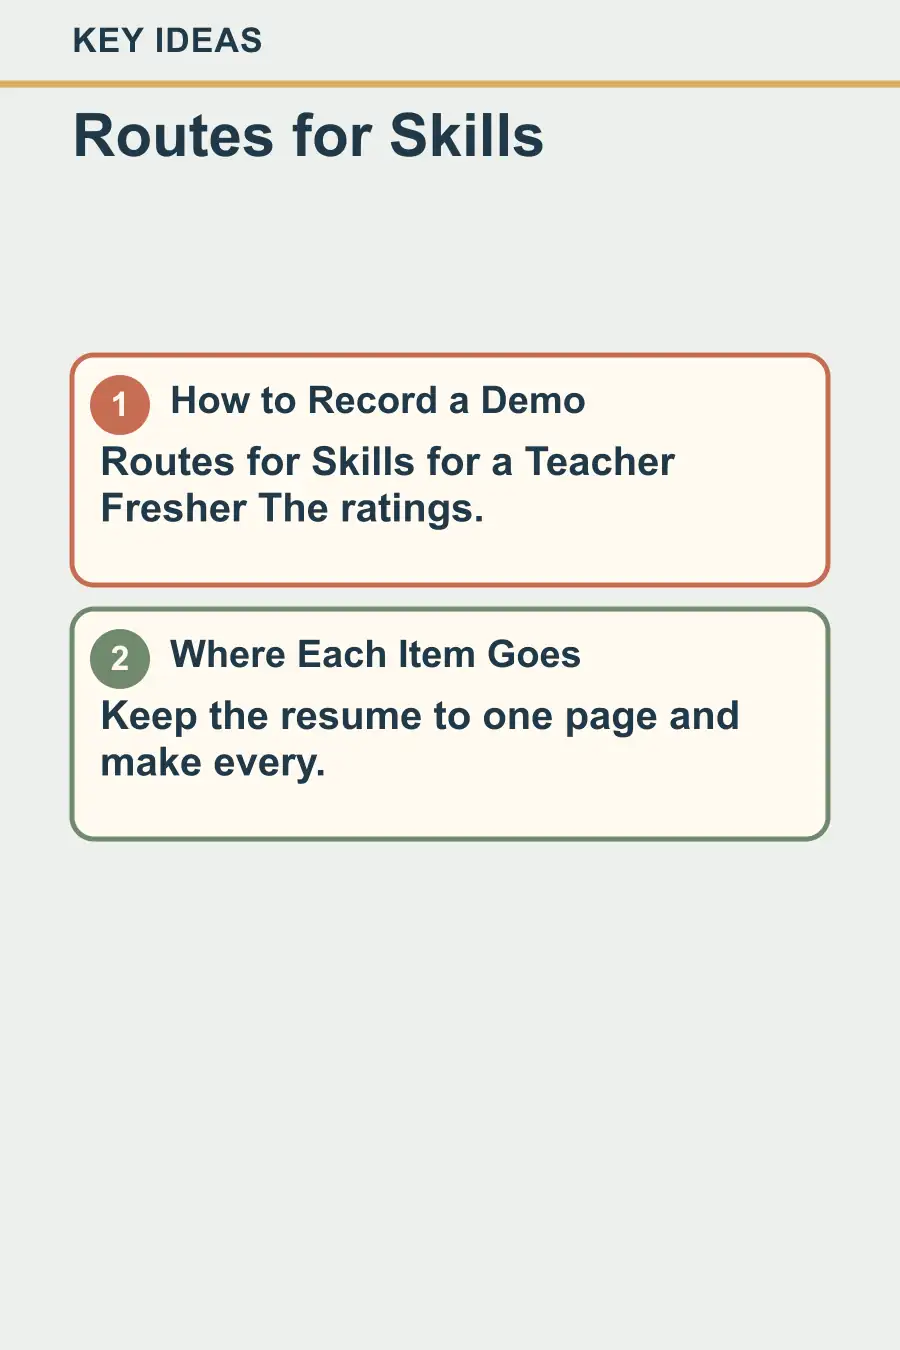 KEY IDEAS
Routes for Skills
1 How to Record a Demo
Routes for Skills for a Teacher
Fresher The ratings.
2 Where Each Item Goes
Keep the resume to one page and
make every.